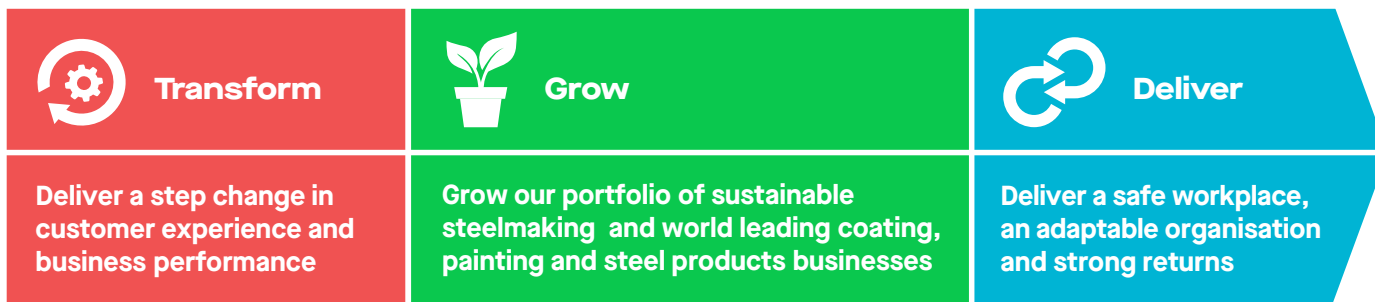 Transform
Grow
Deliver
Deliver a step change in
customer experience and
business performance
Grow our portfolio of sustainable
steelmaking  and world leading coating,
painting and steel products businesses
Deliver a safe workplace,
an adaptable organisation
and strong returns